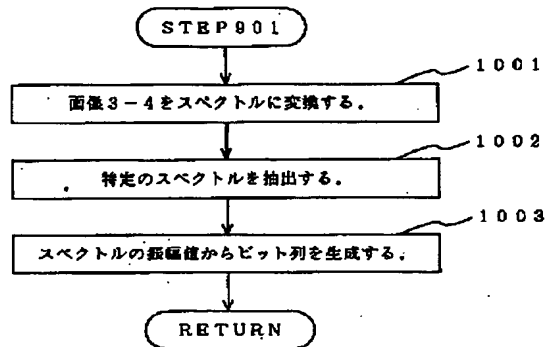 STEP901
1001
画像3-4をスペクトルに変換する。
1002
特定のスペクトルを抽出する。
1003
スペクトルの振幅値からビット列を生成する。
RETURN